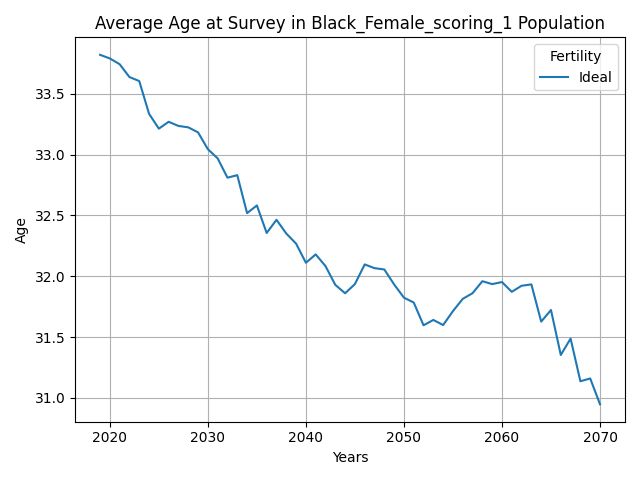 Average Age at Survey in Black_Female_scoring_1 Population
Fertility
Ideal
33.5
33.0
32.5
32.0
31.5
31.0
Age
2020 2030 2040 2050 2060 2070
Years